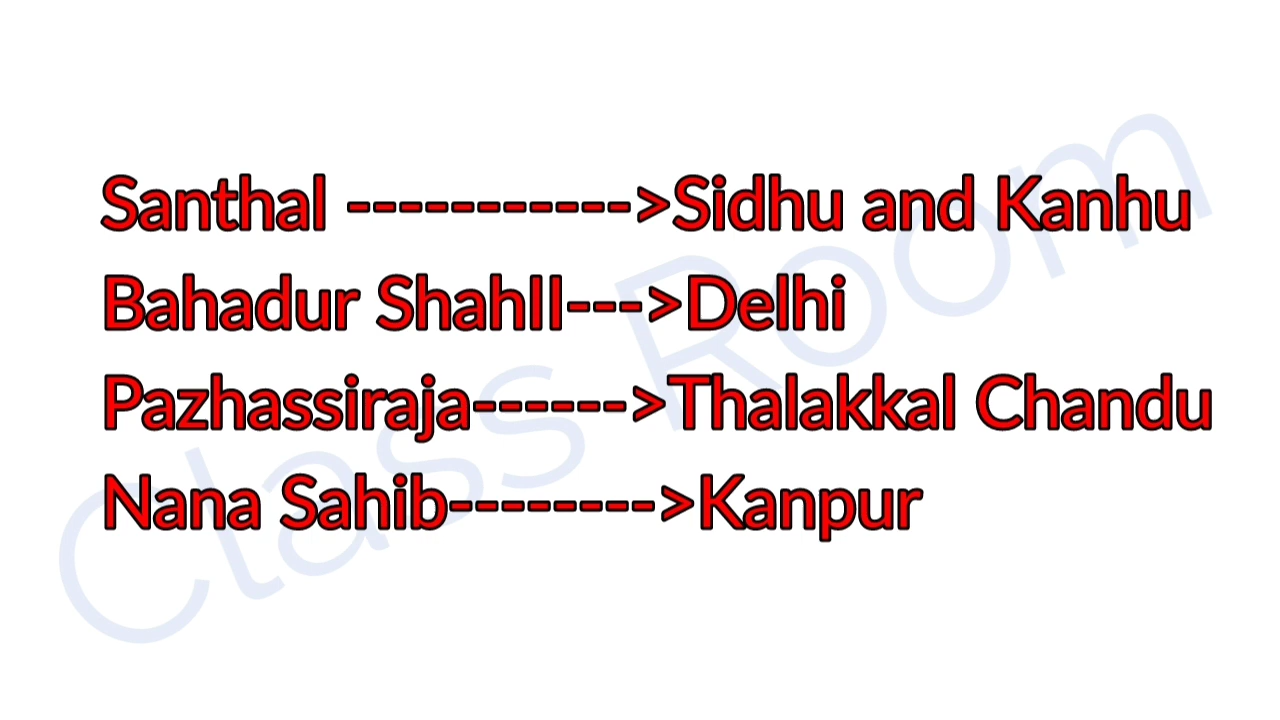 Santhal ----------->Sidhu and Kanhu
Bahadur ShahII--->Delhi
Pazhassiraja------>Thalakkal Chandu
Nana Sahib-------->Kanpur
Class Room